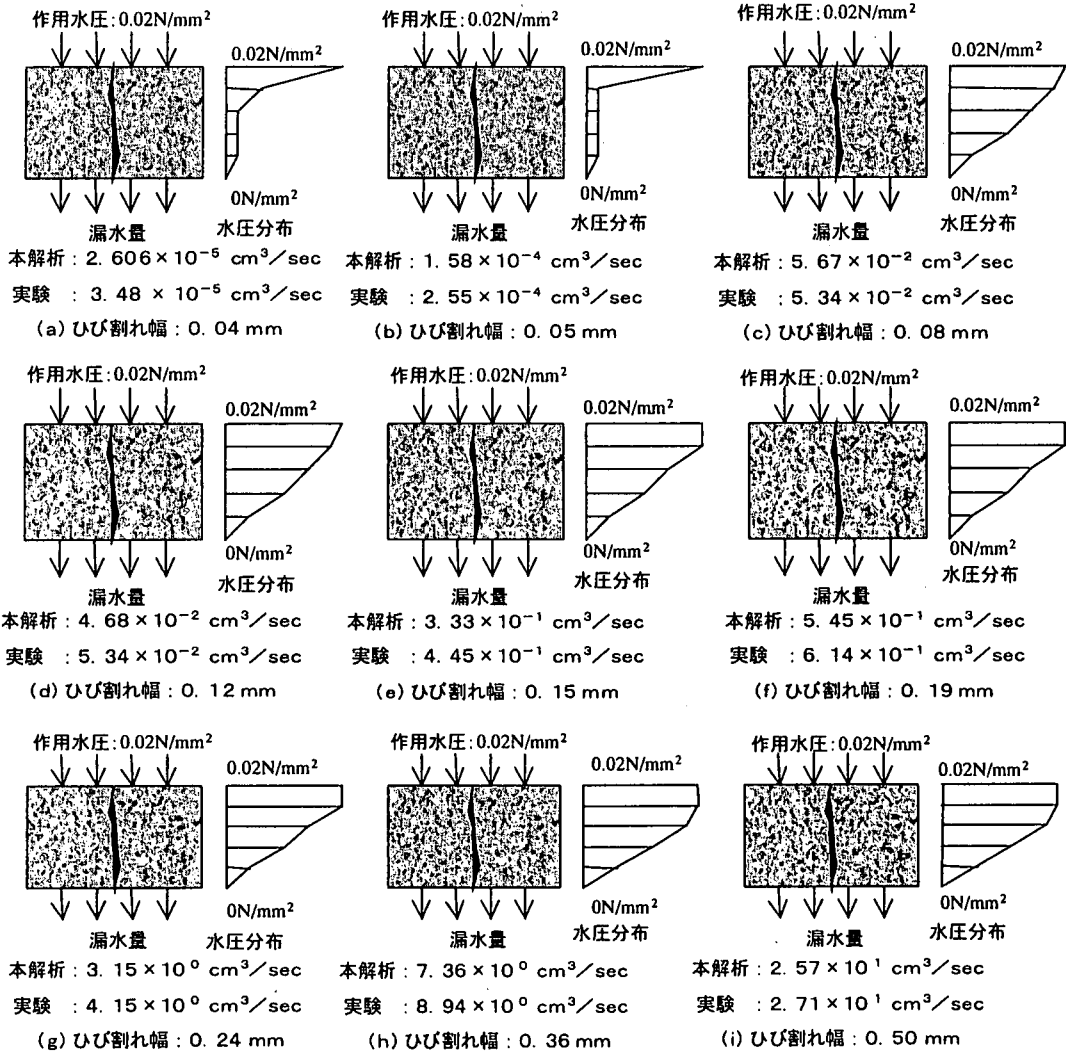 作用水圧:0.02N/mm²
0.02N/mm²
0N/mm²
漏水量
水圧分布
本解析:2.606×10⁻⁵ cm³/sec
実験 :3.48 × 10⁻⁵ cm³/sec
(a)ひび割れ幅:0.04 mm
作用水圧:0.02N/mm²
0.02N/mm²
0N/mm²
漏水量
水圧分布
本解析:1.58×10⁻⁴ cm³/sec
実験 :2.55×10⁻⁴ cm³/sec
(b)ひび割れ幅:0.05 mm
作用水圧:0.02N/mm²
0.02N/mm²
0N/mm²
漏水量
水圧分布
本解析:5.67×10⁻² cm³/sec
実験 :5.34×10⁻² cm³/sec
(c)ひび割れ幅:0.08 mm
作用水圧:0.02N/mm²
0.02N/mm²
0N/mm²
漏水量
水圧分布
本解析:4.68×10⁻² cm³/sec
実験 :5.34×10⁻² cm³/sec
(d)ひび割れ幅:0.12 mm
作用水圧:0.02N/mm²
0.02N/mm²
0N/mm²
漏水量
水圧分布
本解析:3.33×10⁻¹ cm³/sec
実験 :4.45×10⁻¹ cm³/sec
(e)ひび割れ幅:0.15 mm
作用水圧:0.02N/mm²
0.02N/mm²
0N/mm²
漏水量
水圧分布
本解析:5.45×10⁻¹ cm³/sec
実験 :6.14×10⁻¹ cm³/sec
(f)ひび割れ幅:0.19 mm
作用水圧:0.02N/mm²
0.02N/mm²
0N/mm²
漏水量
水圧分布
本解析:3.15×10⁰ cm³/sec
実験 :4.15×10⁰ cm³/sec
(g)ひび割れ幅:0.24 mm
作用水圧:0.02N/mm²
0.02N/mm²
0N/mm²
漏水量
水圧分布
本解析:7.36×10⁰ cm³/sec
実験 :8.94×10⁰ cm³/sec
(h)ひび割れ幅:0.36 mm
作用水圧:0.02N/mm²
0.02N/mm²
0N/mm²
漏水量
水圧分布
本解析:2.57×10¹ cm³/sec
実験 :2.71×10¹ cm³/sec
(i)ひび割れ幅:0.50 mm